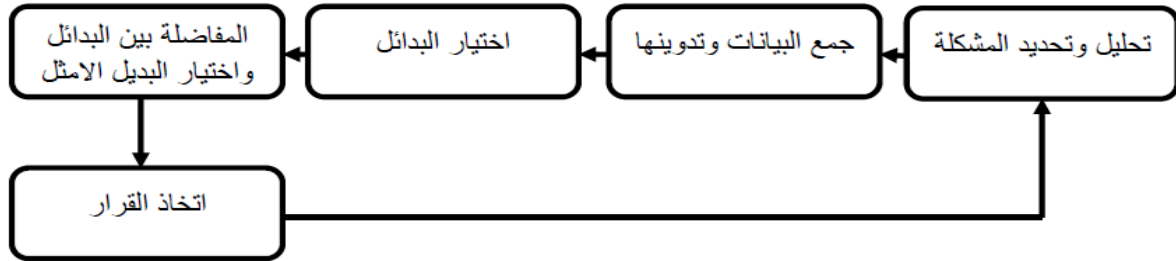 تحليل وتحديد المشكلة
جمع البيانات وتدوينها
اختيار البدائل
المفاضلة بين البدائل
واختيار البديل الامثل
اتخاذ القرار